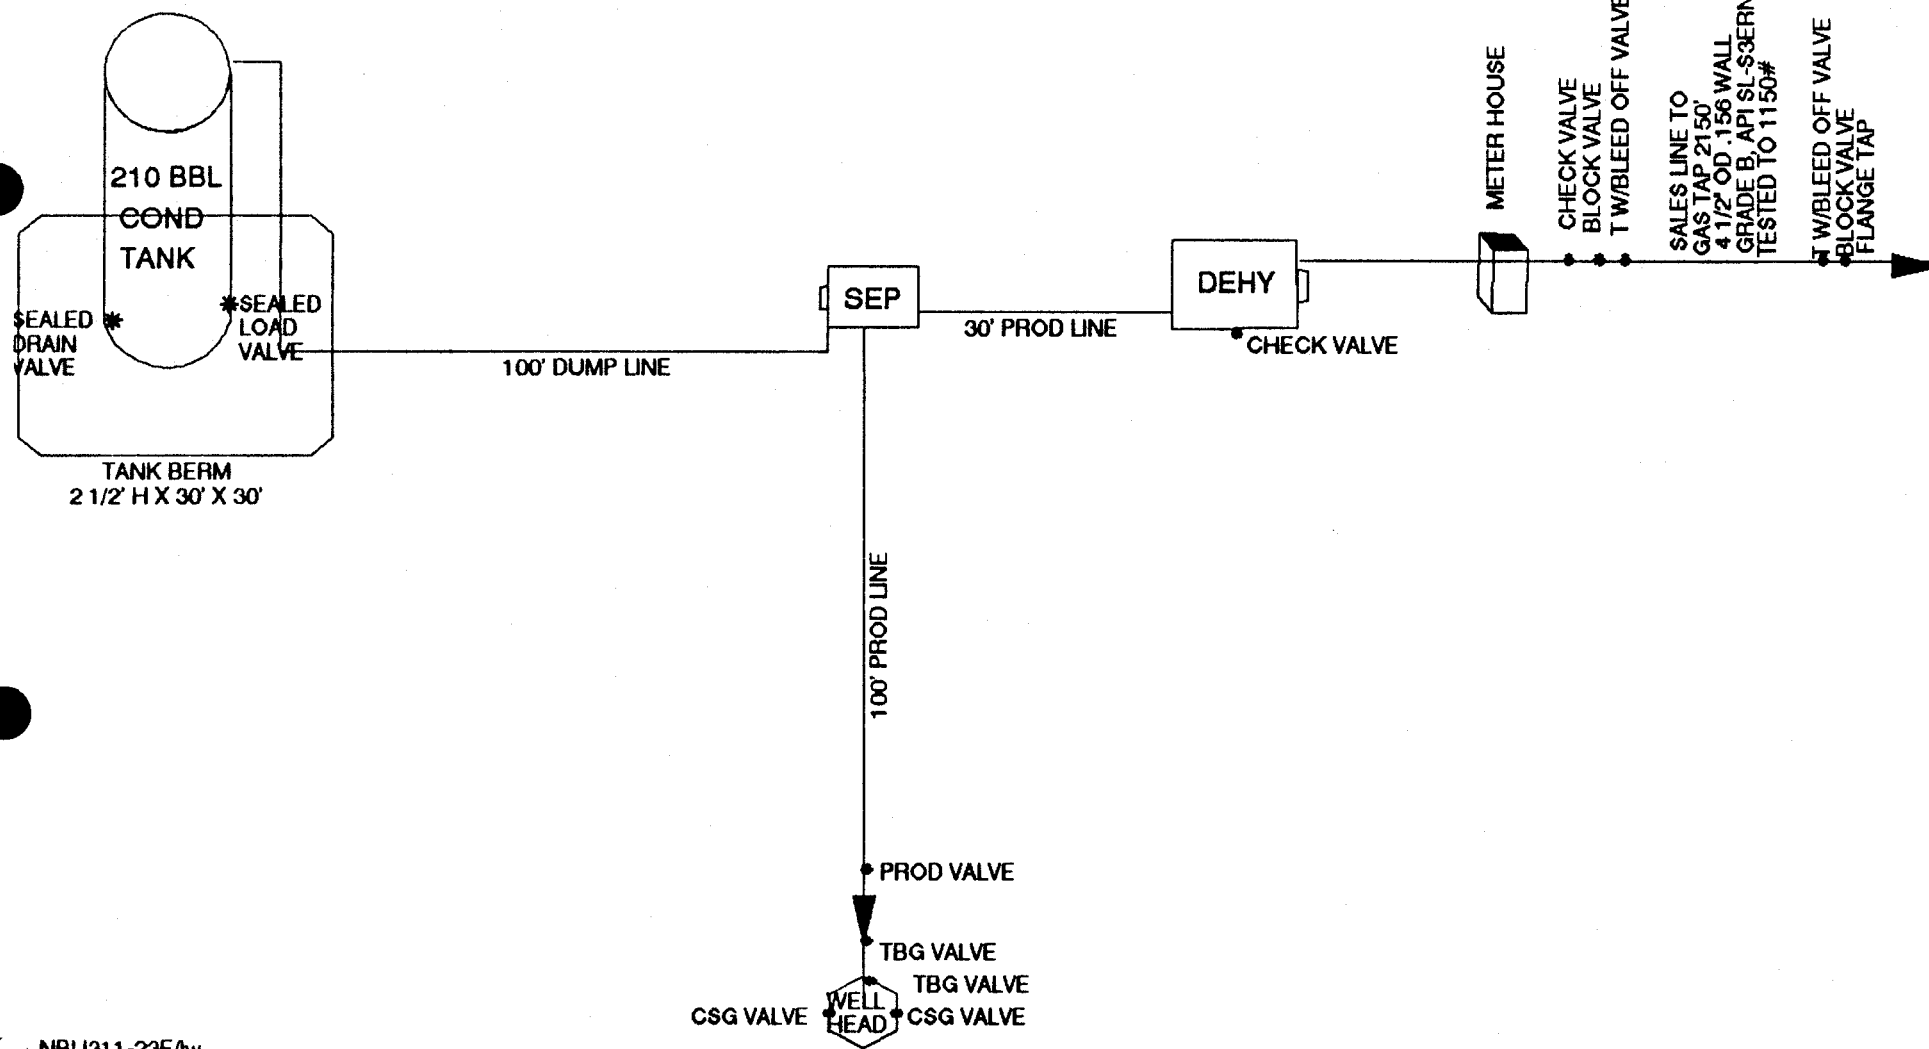 210 BBL
COND
TANK
SEALED
DRAIN
VALVE
SEALED
LOAD
VALVE
TANK BERM
2 1/2' H X 30' X 30'
100' DUMP LINE
SEP
30' PROD LINE
DEHY
CHECK VALVE
METER HOUSE
CHECK VALVE
BLOCK VALVE
T W/BLEED OFF VALVE
SALES LINE TO
GAS TAP 2150'
4 1/2" OD .156 WALL
GRADE B, API SL-S3ERN
TESTED TO 1150#
T W/BLEED OFF VALVE
BLOCK VALVE
FLANGE TAP
100' PROD LINE
PROD VALVE
TBG VALVE
TBG VALVE
CSG VALVE
WELL
HEAD
CSG VALVE